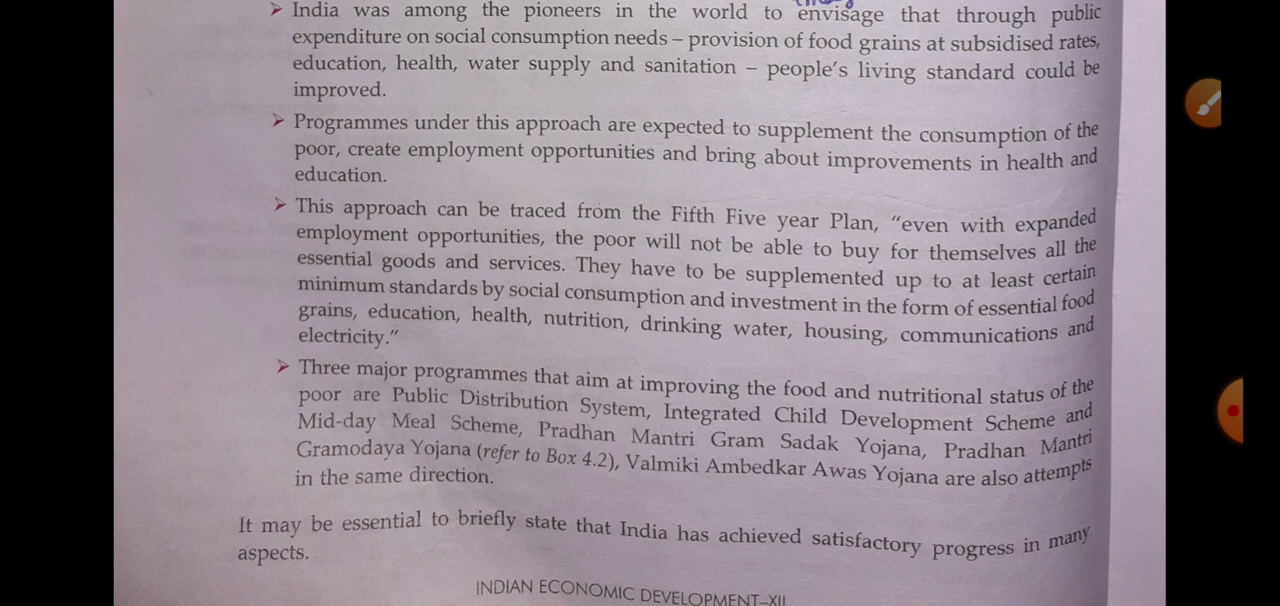 ➤ India was among the pioneers in the world to envisage that through public
expenditure on social consumption needs – provision of food grains at subsidised rates,
education, health, water supply and sanitation – people's living standard could be
improved.
➤ Programmes under this approach are expected to supplement the consumption of the
poor, create employment opportunities and bring about improvements in health and
education.
➤ This approach can be traced from the Fifth Five year Plan, "even with expanded
employment opportunities, the poor will not be able to buy for themselves all the
essential goods and services. They have to be supplemented up to at least certain
minimum standards by social consumption and investment in the form of essential food
grains, education, health, nutrition, drinking water, housing, communications and
electricity."
➤ Three major programmes that aim at improving the food and nutritional status of the
poor are Public Distribution System, Integrated Child Development Scheme and
Mid-day Meal Scheme, Pradhan Mantri Gram Sadak Yojana, Pradhan Mantri
Gramodaya Yojana (refer to Box 4.2), Valmiki Ambedkar Awas Yojana are also attempts
in the same direction.
It may be essential to briefly state that India has achieved satisfactory progress in many
aspects.
INDIAN ECONOMIC DEVELOPMENT–XII